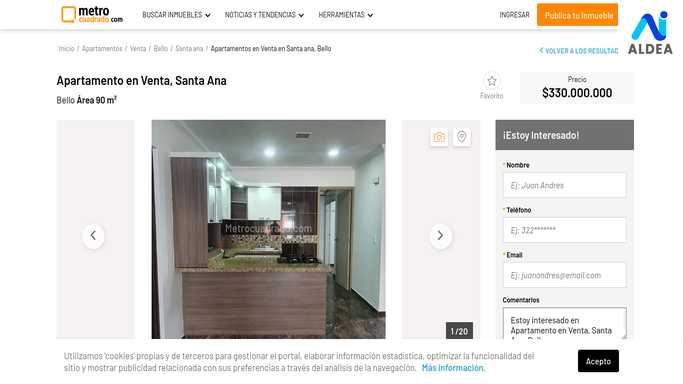 metro
cuadrado.com
BUSCAR INMUEBLES
NOTICIAS Y TENDENCIAS
HERRAMIENTAS
INGRESAR
Publica tu Inmueble
ALDEA
Inicio / Apartamentos / Venta / Bello / Santa ana / Apartamentos en Venta en Santa ana, Bello
VOLVER A LOS RESULTAD
Apartamento en Venta, Santa Ana
Bello Área 90 m²
Favorito
Precio
$330.000.000
Metrocuadrado.com
1 /20
¡Estoy Interesado!
* Nombre
Ej: Juan Andres
* Teléfono
Ej: 322*******
* Email
Ej: juanandres@email.com
Comentarios
Estoy interesado en
Apartamento en Venta, Santa
Utilizamos 'cookies' propias y de terceros para gestionar el portal, elaborar información estadística, optimizar la funcionalidad del
sitio y mostrar publicidad relacionada con sus preferencias a través del análisis de la navegación. Más información.
Acepto